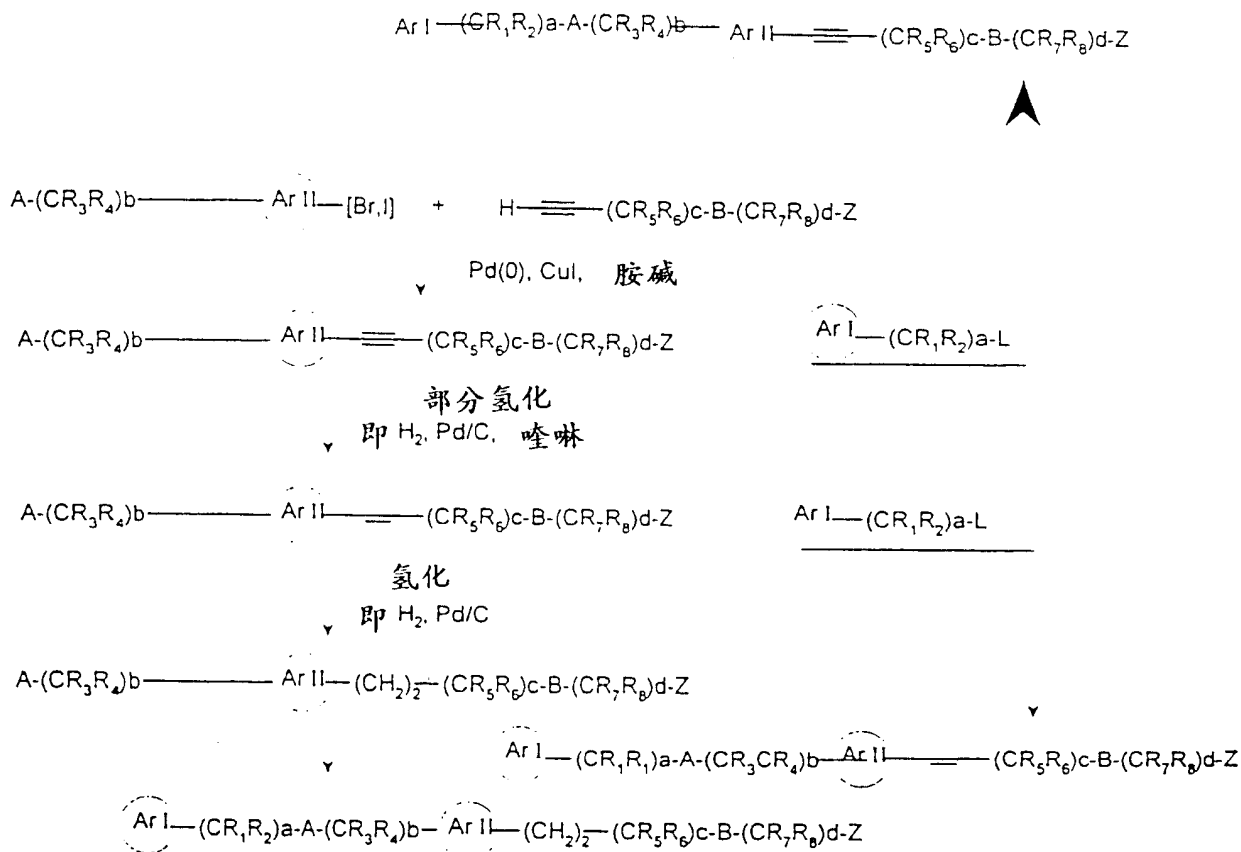 Ar I—(CR₁R₂)a-A-(CR₃R₄)b—Ar II—≡—(CR₅R₆)c-B-(CR₇R₈)d-Z
A-(CR₃R₄)b—Ar II—[Br,I] + H—≡—(CR₅R₆)c-B-(CR₇R₈)d-Z
Pd(0), CuI, 胺碱
A-(CR₃R₄)b—Ar II—≡—(CR₅R₆)c-B-(CR₇R₈)d-Z
Ar I—(CR₁R₂)a-L
部分氢化
即 H₂, Pd/C, 喹啉
A-(CR₃R₄)b—Ar II—=—(CR₅R₆)c-B-(CR₇R₈)d-Z
Ar I—(CR₁R₂)a-L
氢化
即 H₂, Pd/C
A-(CR₃R₄)b—Ar II—(CH₂)₂—(CR₅R₆)c-B-(CR₇R₈)d-Z
Ar I—(CR₁R₁)a-A-(CR₃CR₄)b—Ar II—=—(CR₅R₆)c-B-(CR₇R₈)d-Z
Ar I—(CR₁R₂)a-A-(CR₃R₄)b—Ar II—(CH₂)₂—(CR₅R₆)c-B-(CR₇R₈)d-Z